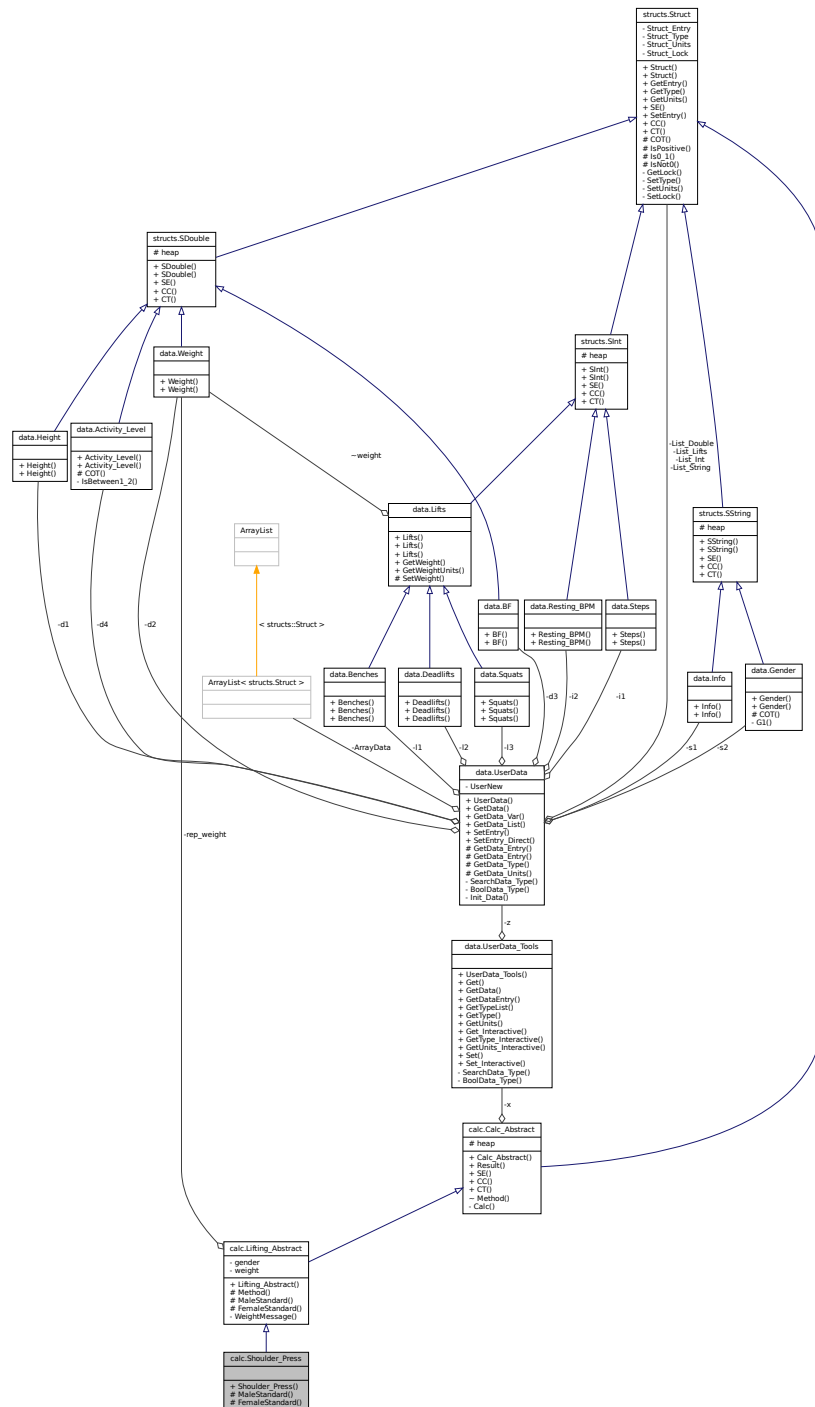 structs.Struct
- Struct_Entry
- Struct_Type
- Struct_Units
- Struct_Lock
+ Struct()
+ Struct()
+ GetEntry()
+ GetType()
+ GetUnits()
+ SE()
+ SetEntry()
+ CC()
+ CT()
# COT()
# IsPositive()
# Is0_1()
# IsNot0()
- GetLock()
- SetType()
- SetUnits()
- SetLock()
structs.SDouble
# heap
+ SDouble()
+ SDouble()
+ SE()
+ CC()
+ CT()
structs.SInt
# heap
+ SInt()
+ SInt()
+ SE()
+ CC()
+ CT()
data.Weight
+ Weight()
+ Weight()
data.Height
+ Height()
+ Height()
data.Activity_Level
+ Activity_Level()
+ Activity_Level()
# COT()
- IsBetween1_2()
~weight
-List_Double
-List_Lifts
-List_Int
-List_String
data.Lifts
+ Lifts()
+ Lifts()
+ Lifts()
+ GetWeight()
+ GetWeightUnits()
# SetWeight()
structs.SString
# heap
+ SString()
+ SString()
+ SE()
+ CC()
+ CT()
ArrayList
-d1
-d4
-d2
< structs::Struct >
data.BF
+ BF()
+ BF()
data.Resting_BPM
+ Resting_BPM()
+ Resting_BPM()
data.Steps
+ Steps()
+ Steps()
ArrayList< structs.Struct >
data.Benches
+ Benches()
+ Benches()
+ Benches()
data.Deadlifts
+ Deadlifts()
+ Deadlifts()
+ Deadlifts()
data.Squats
+ Squats()
+ Squats()
+ Squats()
-d3
-i2
-i1
data.Info
+ Info()
+ Info()
data.Gender
+ Gender()
+ Gender()
# COT()
- G1()
-ArrayData
-l1
-l2
-l3
-s1
-s2
data.UserData
- UserNew
+ UserData()
+ GetData()
+ GetData_Var()
+ GetData_List()
+ SetEntry()
+ SetEntry_Direct()
# GetData_Entry()
# GetData_Entry()
# GetData_Type()
# GetData_Units()
- SearchData_Type()
- BoolData_Type()
- Init_Data()
-rep_weight
-z
data.UserData_Tools
+ UserData_Tools()
+ Get()
+ GetData()
+ GetDataEntry()
+ GetTypeList()
+ GetType()
+ GetUnits()
+ Get_Interactive()
+ GetType_Interactive()
+ GetUnits_Interactive()
+ Set()
+ Set_Interactive()
- SearchData_Type()
- BoolData_Type()
-x
calc.Calc_Abstract
# heap
+ Calc_Abstract()
+ Result()
+ SE()
+ CC()
+ CT()
~ Method()
- Calc()
calc.Lifting_Abstract
- gender
- weight
+ Lifting_Abstract()
# Method()
# MaleStandard()
# FemaleStandard()
- WeightMessage()
calc.Shoulder_Press
+ Shoulder_Press()
# MaleStandard()
# FemaleStandard()